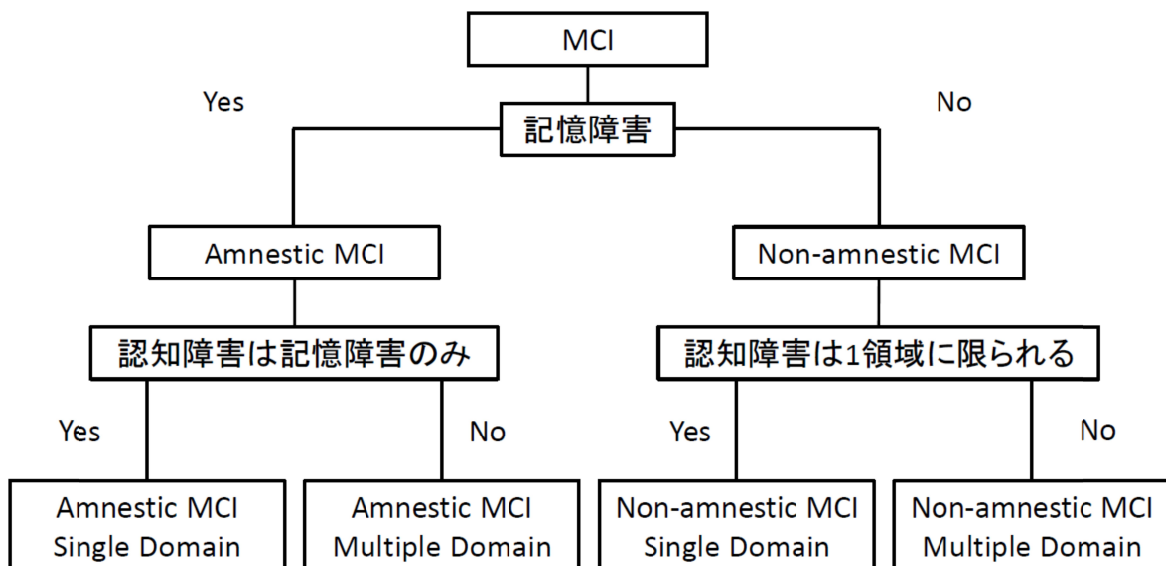 MCI
Yes
No
記憶障害
Amnestic MCI
Non-amnestic MCI
認知障害は記憶障害のみ
認知障害は1領域に限られる
Yes
No
Yes
No
Amnestic MCI
Single Domain
Amnestic MCI
Multiple Domain
Non-amnestic MCI
Single Domain
Non-amnestic MCI
Multiple Domain